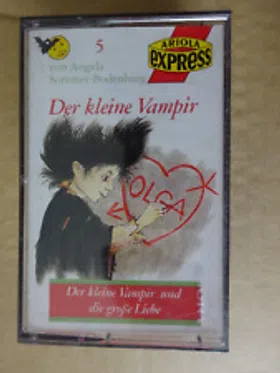 5
ARIOLA
EXPRESS
von Angela
Sommer-Bodenburg
Der kleine Vampir
OLGA
Der kleine Vampir und
die große Liebe